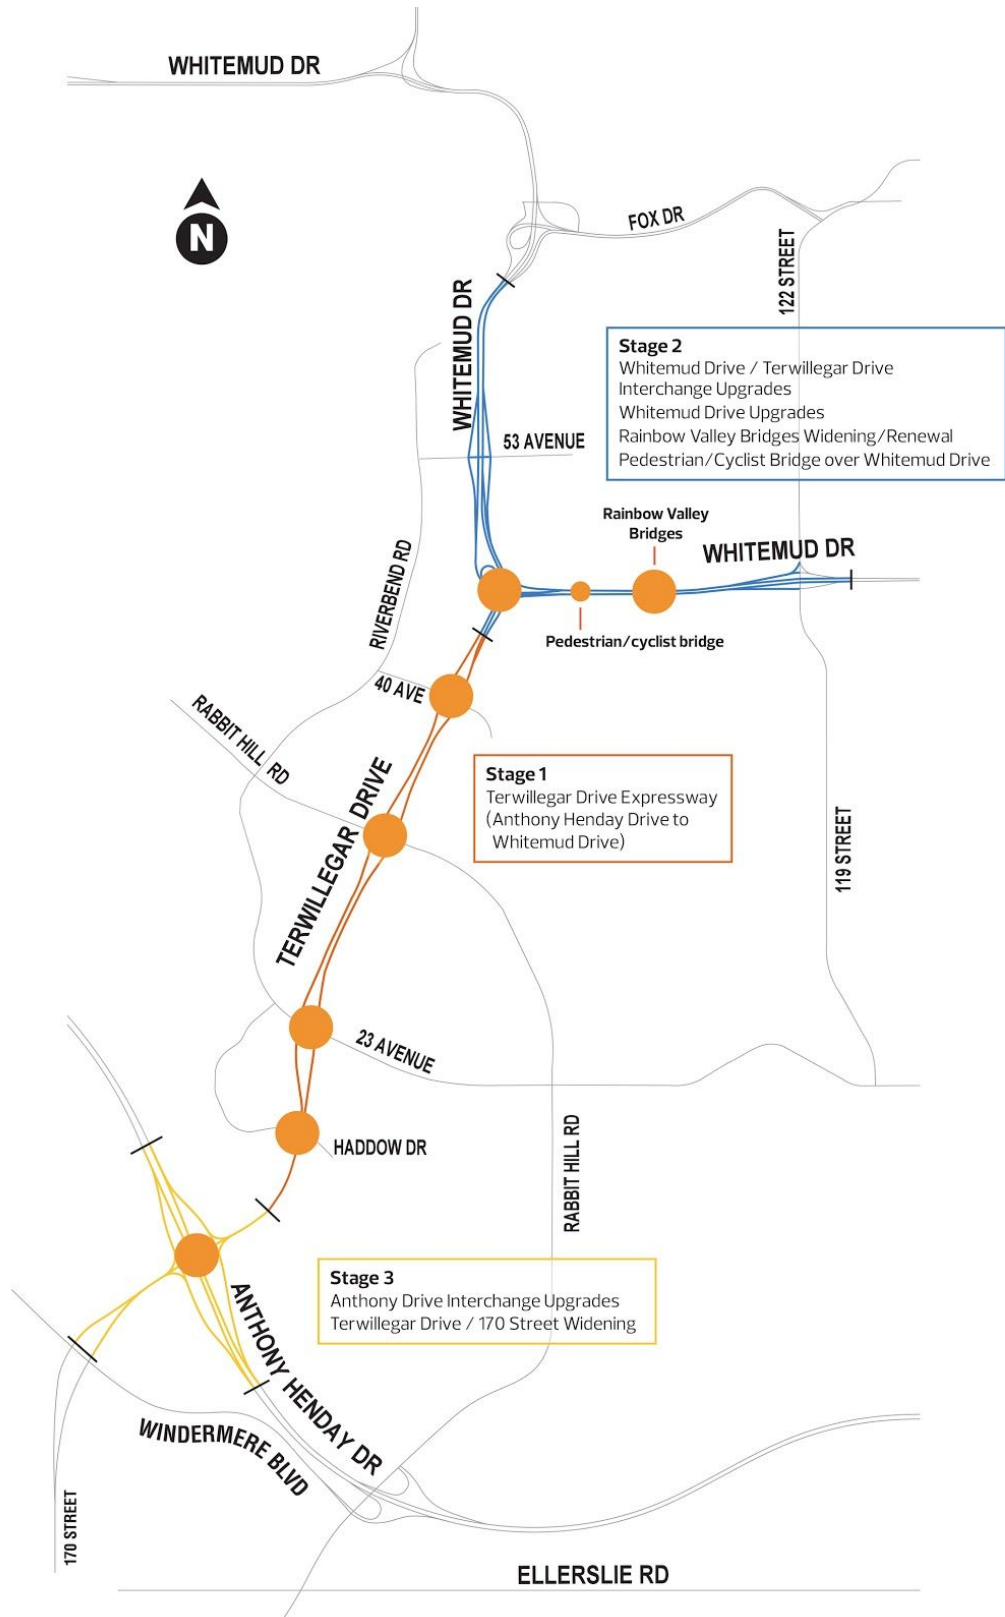 WHITEMUD DR
N
FOX DR
122 STREET
WHITEMUD DR
Stage 2
Whitemud Drive / Terwillegar Drive
Interchange Upgrades
Whitemud Drive Upgrades
Rainbow Valley Bridges Widening/Renewal
Pedestrian/Cyclist Bridge over Whitemud Drive
53 AVENUE
Rainbow Valley
Bridges
WHITEMUD DR
RIVERBEND RD
Pedestrian/cyclist bridge
40 AVE
RABBIT HILL RD
TERWILLEGAR DRIVE
Stage 1
Terwillegar Drive Expressway
(Anthony Henday Drive to
Whitemud Drive)
119 STREET
23 AVENUE
HADDOW DR
RABBIT HILL RD
Stage 3
Anthony Drive Interchange Upgrades
Terwillegar Drive / 170 Street Widening
ANTHONY HENDAY DR
WINDERMERE BLVD
170 STREET
ELLERSLIE RD